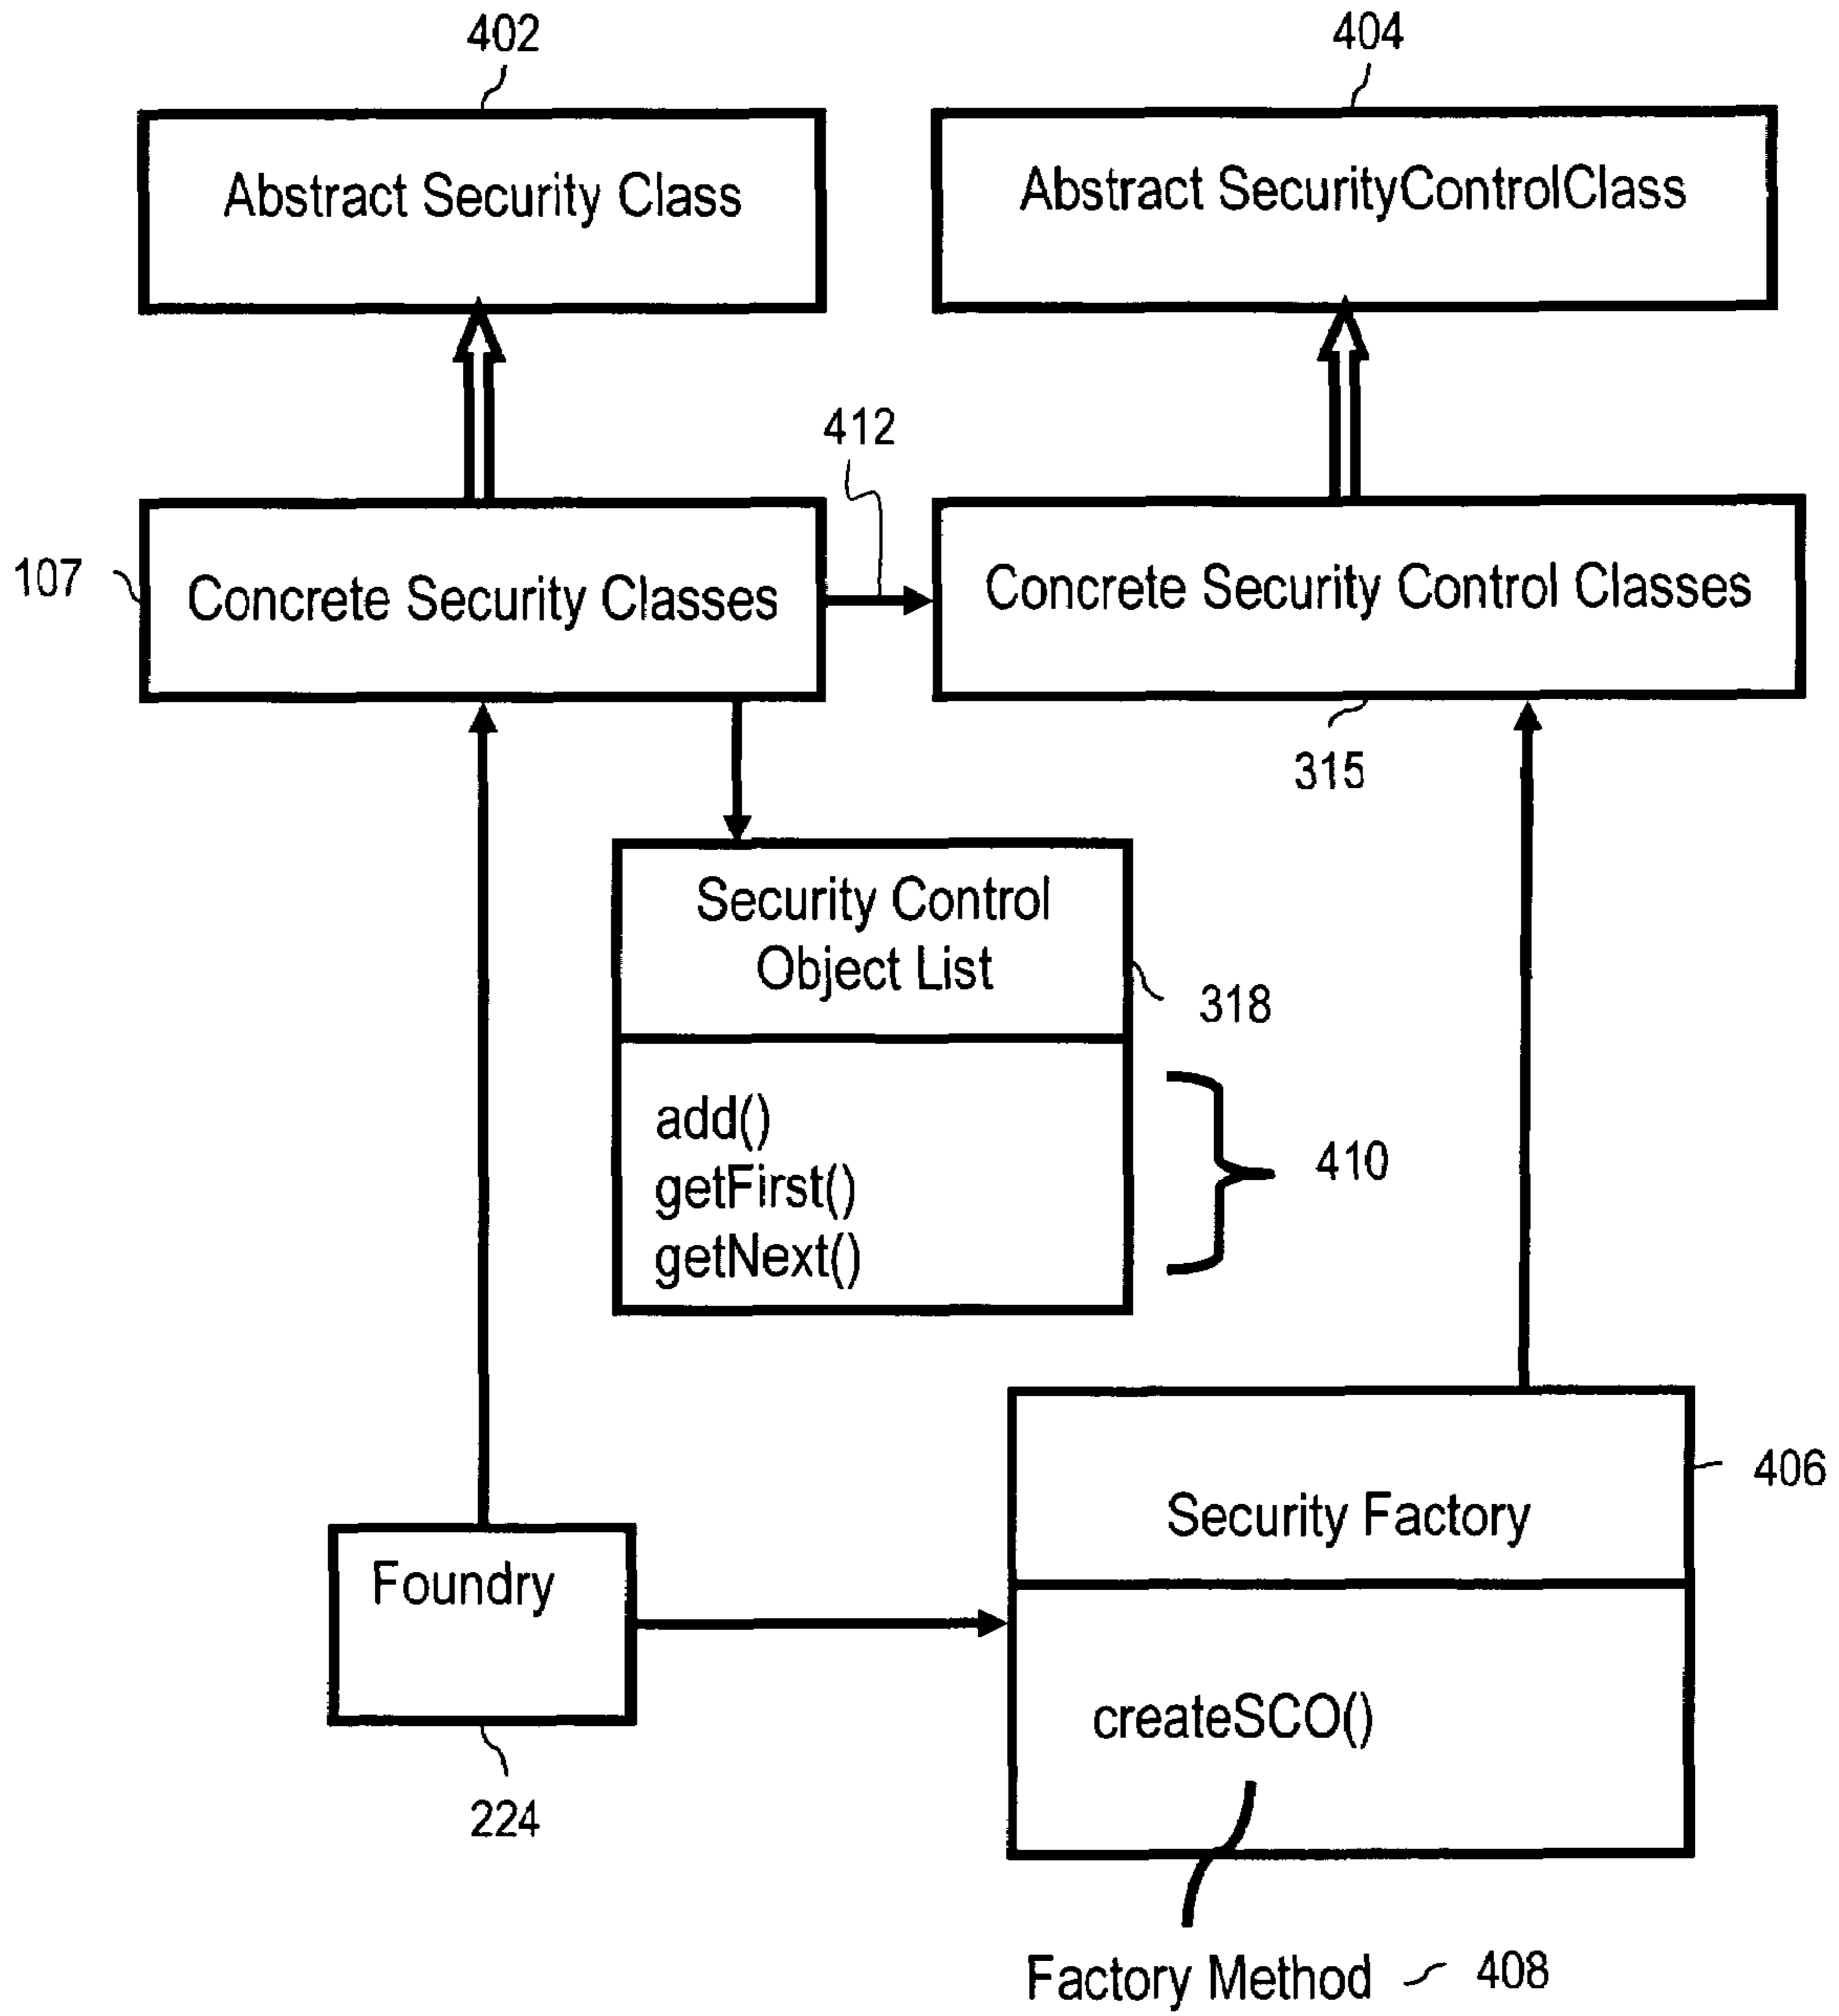 402
404
Abstract Security Class
Abstract SecurityControlClass
412
107
Concrete Security Classes
Concrete Security Control Classes
315
Security Control
Object List
318
add()
getFirst()
getNext()
410
406
Security Factory
Foundry
createSCO()
224
Factory Method
408